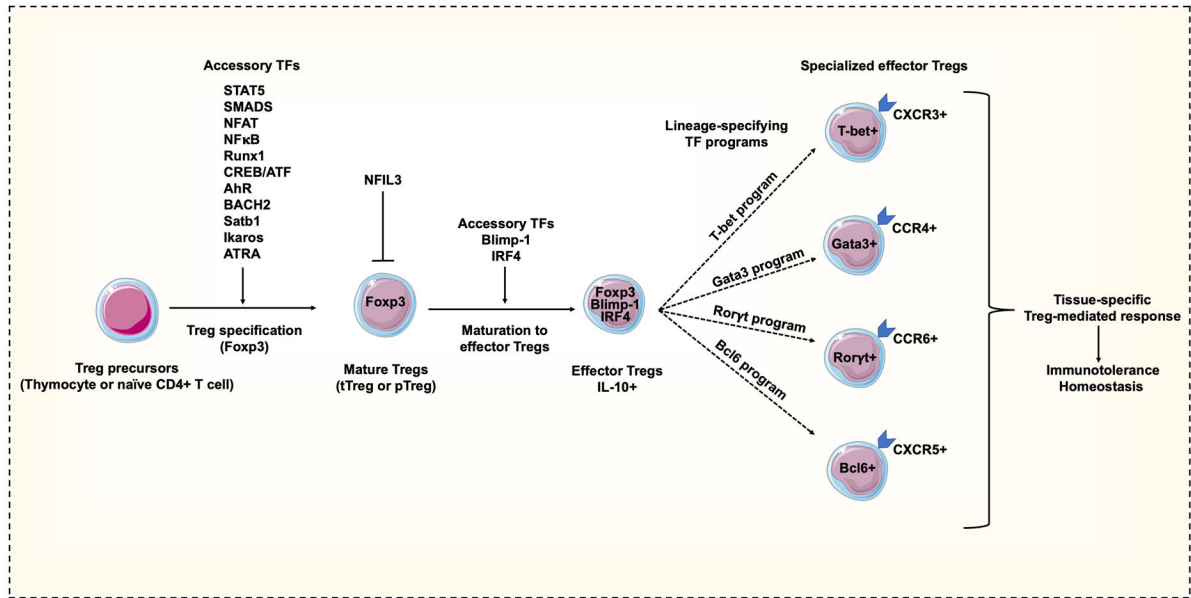 Accessory TFs
STAT5
SMADS
NFAT
NFκB
Runx1
CREB/ATF
AhR
BACH2
Satb1
Ikaros
ATRA
Treg specification
(Foxp3)
Treg precursors
(Thymocyte or naïve CD4+ T cell)
NFIL3
Foxp3
Mature Tregs
(tTreg or pTreg)
Accessory TFs
Blimp-1
IRF4
Maturation to
effector Tregs
Foxp3
Blimp-1
IRF4
Effector Tregs
IL-10+
Lineage-specifying
TF programs
T-bet program
Gata3 program
Rorγt program
Bcl6 program
Specialized effector Tregs
T-bet+
CXCR3+
Gata3+
CCR4+
Rorγt+
CCR6+
Bcl6+
CXCR5+
Tissue-specific
Treg-mediated response
Immunotolerance
Homeostasis